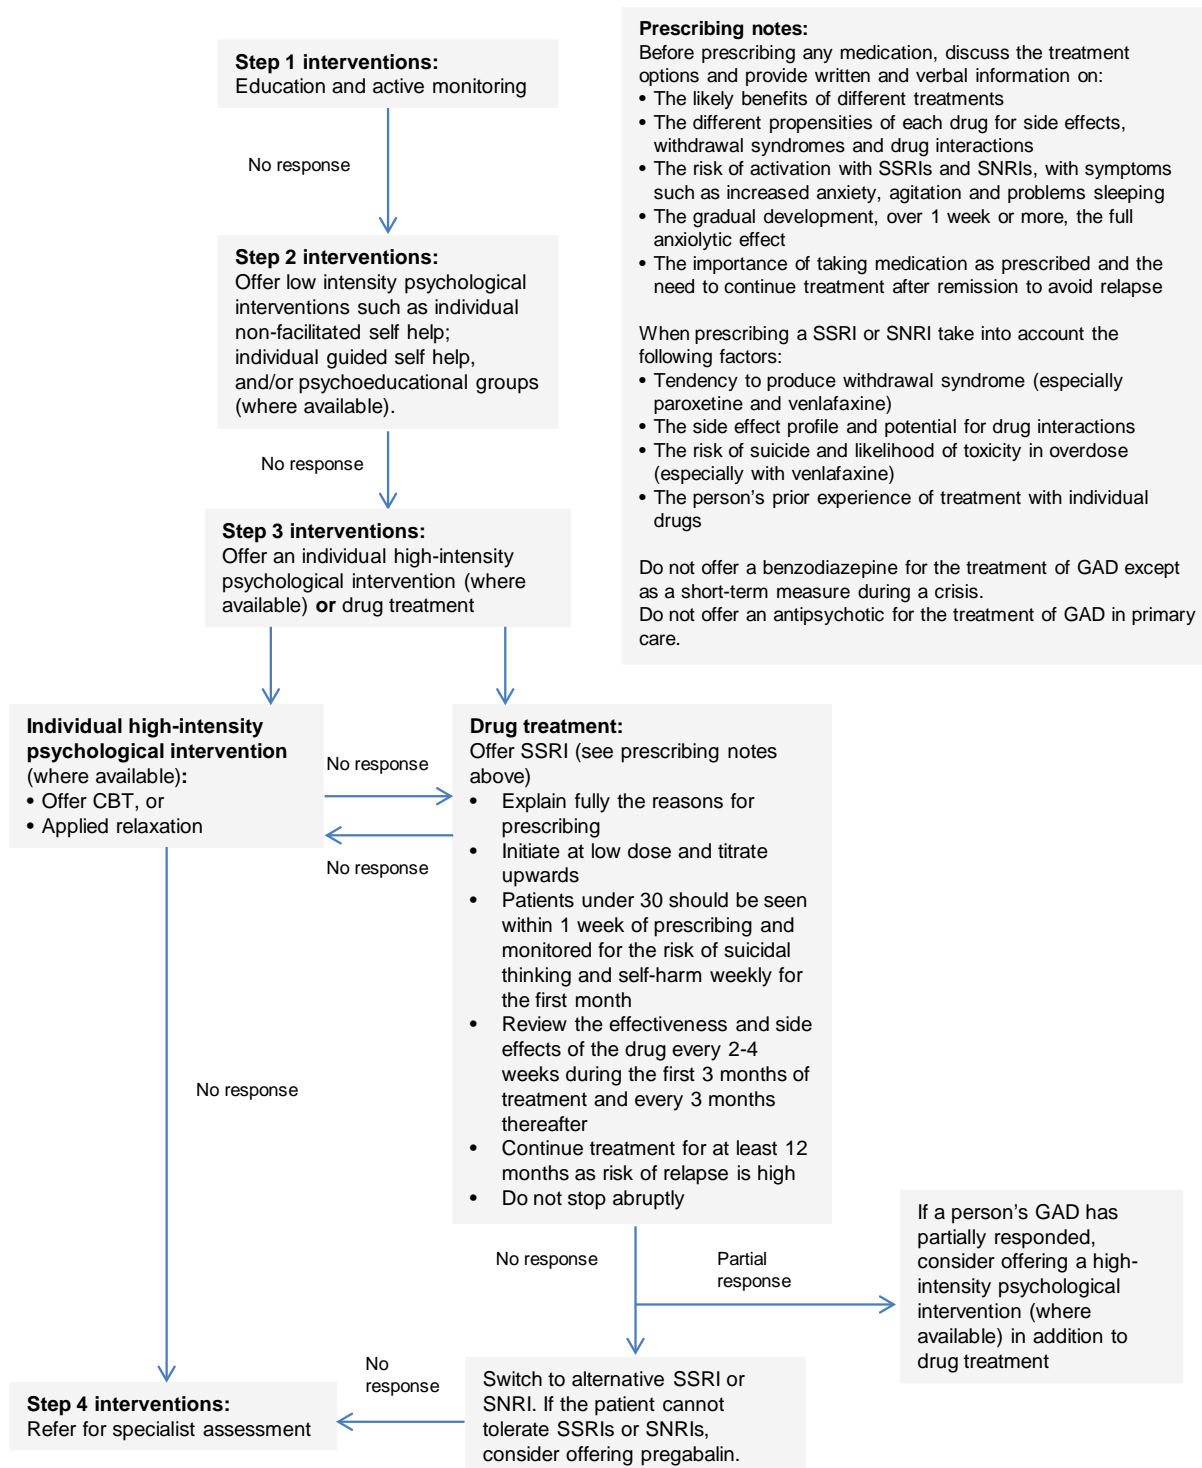 Step 1 interventions:
Education and active monitoring
No response
Step 2 interventions:
Offer low intensity psychological
interventions such as individual
non-facilitated self help;
individual guided self help,
and/or psychoeducational groups
(where available).
No response
Step 3 interventions:
Offer an individual high-intensity
psychological intervention (where
available) or drug treatment
Prescribing notes:
Before prescribing any medication, discuss the treatment
options and provide written and verbal information on:
• The likely benefits of different treatments
• The different propensities of each drug for side effects,
withdrawal syndromes and drug interactions
• The risk of activation with SSRIs and SNRIs, with symptoms
such as increased anxiety, agitation and problems sleeping
• The gradual development, over 1 week or more, the full
anxiolytic effect
• The importance of taking medication as prescribed and the
need to continue treatment after remission to avoid relapse
When prescribing a SSRI or SNRI take into account the
following factors:
• Tendency to produce withdrawal syndrome (especially
paroxetine and venlafaxine)
• The side effect profile and potential for drug interactions
• The risk of suicide and likelihood of toxicity in overdose
(especially with venlafaxine)
• The person's prior experience of treatment with individual
drugs
Do not offer a benzodiazepine for the treatment of GAD except
as a short-term measure during a crisis.
Do not offer an antipsychotic for the treatment of GAD in primary
care.
Individual high-intensity
psychological intervention
(where available):
• Offer CBT, or
• Applied relaxation
No response
No response
Drug treatment:
Offer SSRI (see prescribing notes
above)
• Explain fully the reasons for
prescribing
• Initiate at low dose and titrate
upwards
• Patients under 30 should be seen
within 1 week of prescribing and
monitored for the risk of suicidal
thinking and self-harm weekly for
the first month
• Review the effectiveness and side
effects of the drug every 2-4
weeks during the first 3 months of
treatment and every 3 months
thereafter
• Continue treatment for at least 12
months as risk of relapse is high
• Do not stop abruptly
No response
No response
Partial
response
If a person's GAD has
partially responded,
consider offering a high-
intensity psychological
intervention (where
available) in addition to
drug treatment
Switch to alternative SSRI or
SNRI. If the patient cannot
tolerate SSRIs or SNRIs,
consider offering pregabalin.
No
response
Step 4 interventions:
Refer for specialist assessment